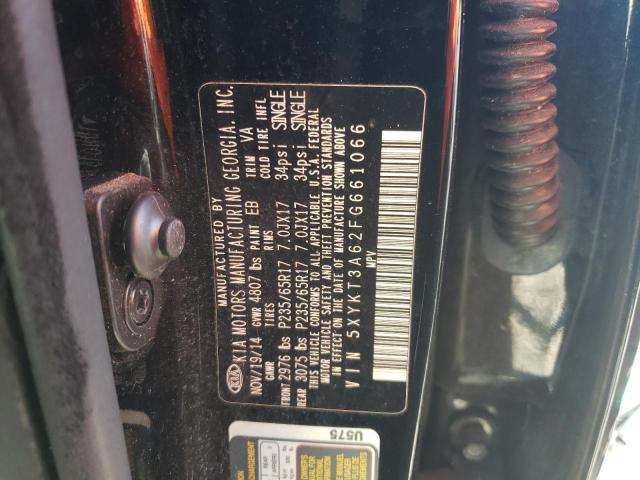 MANUFACTURED BY
KIA KIA MOTORS MANUFACTURING GEORGIA, INC.
NOV/19/14 GVWR 4807 lbs PAINT EB TRIM VA
GAWR TIRES RIMS COLD TIRE INFL
FRONT 2976 lbs P235/65R17 7.0JX17 34psi SINGLE
REAR 3075 lbs P235/65R17 7.0JX17 34psi SINGLE
THIS VEHICLE CONFORMS TO ALL APPLICABLE U.S.A. FEDERAL
MOTOR VEHICLE SAFETY AND THEFT PREVENTION STANDARDS
IN EFFECT ON THE DATE OF MANUFACTURE SHOWN ABOVE
VIN 5XYKT3A62FG661066
MPV
U575
REAR